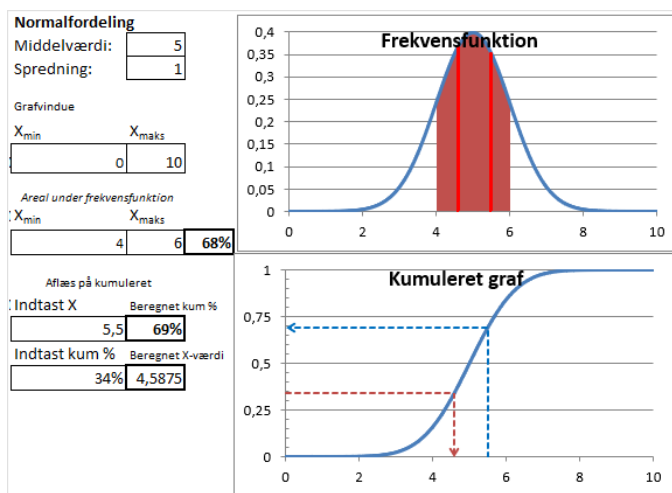 Normalfordeling
Middelværdi: 5
Spredning: 1
Grafvindue
Xmin Xmaks
0 10
Areal under frekvensfunktion
Xmin Xmaks
4 6 68%
Aflæs på kumuleret
Indtast X Beregnet kum %
5,5 69%
Indtast kum % Beregnet X-værdi
34% 4,5875
Frekvensfunktion
0,4
0,35
0,3
0,25
0,2
0,15
0,1
0,05
0
0 2 4 6 8 10
Kumuleret graf
1
0,75
0,5
0,25
0
0 2 4 6 8 10